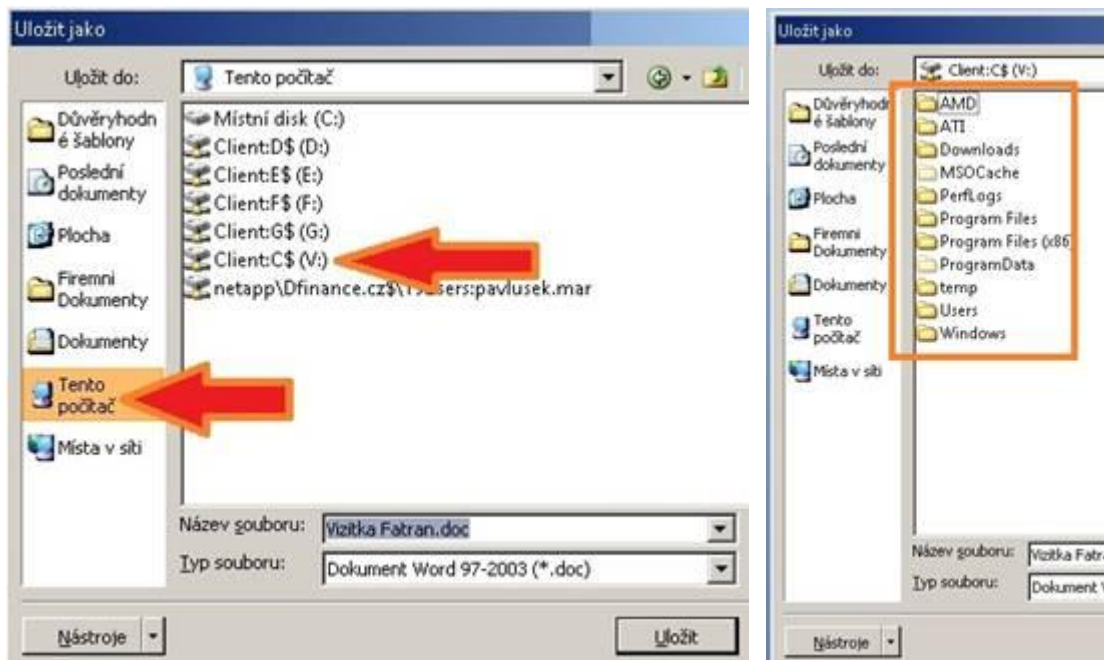 Uložit jako
Uložit do:
Tento počítač
Důvěryhodn
é šablony
Poslední
dokumenty
Plocha
Firemni
Dokumenty
Dokumenty
Tento
počítač
Místa v síti
Místní disk (C:)
Client:D$ (D:)
Client:E$ (E:)
Client:F$ (F:)
Client:G$ (G:)
Client:C$ (V:)
netapp\Dfinance.cz$\ :pavlusek.mar
Název souboru:
Vizitka Fatran.doc
Typ souboru:
Dokument Word 97-2003 (*.doc)
Nástroje
Uložit
Uložit jako
Uložit do:
Client:C$ (V:)
Důvěryhodn
é šablony
Poslední
dokumenty
Plocha
Firemni
Dokumenty
Dokumenty
Tento
počítač
Místa v síti
AMD
ATI
Downloads
MSOCache
PerfLogs
Program Files
Program Files (x86
ProgramData
temp
Users
Windows
Název souboru:
Vizitka Fatr
Typ souboru:
Dokument
Nástroje